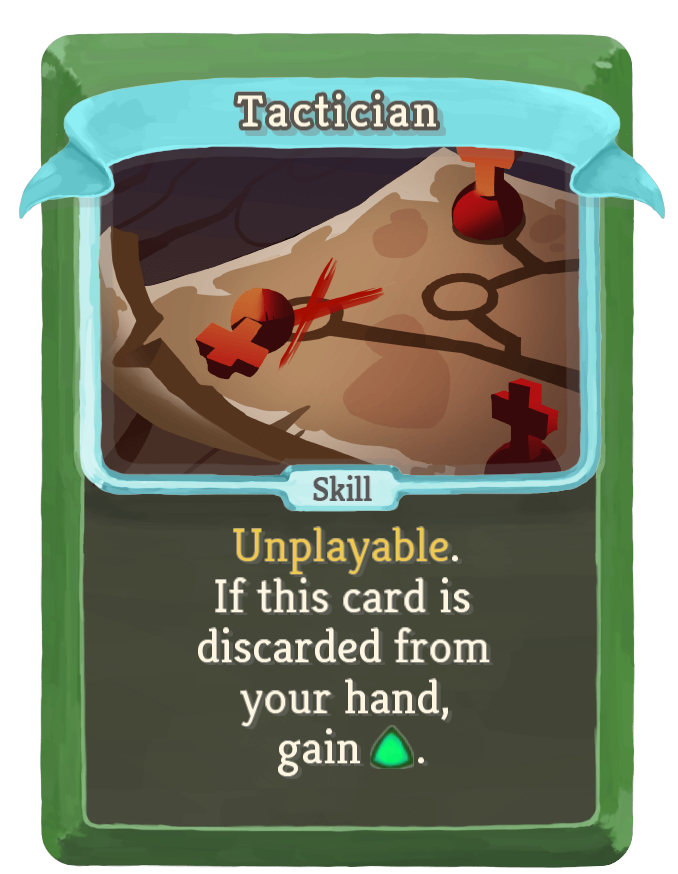 Tactician
Skill
Unplayable.
If this card is
discarded from
your hand,
gain .